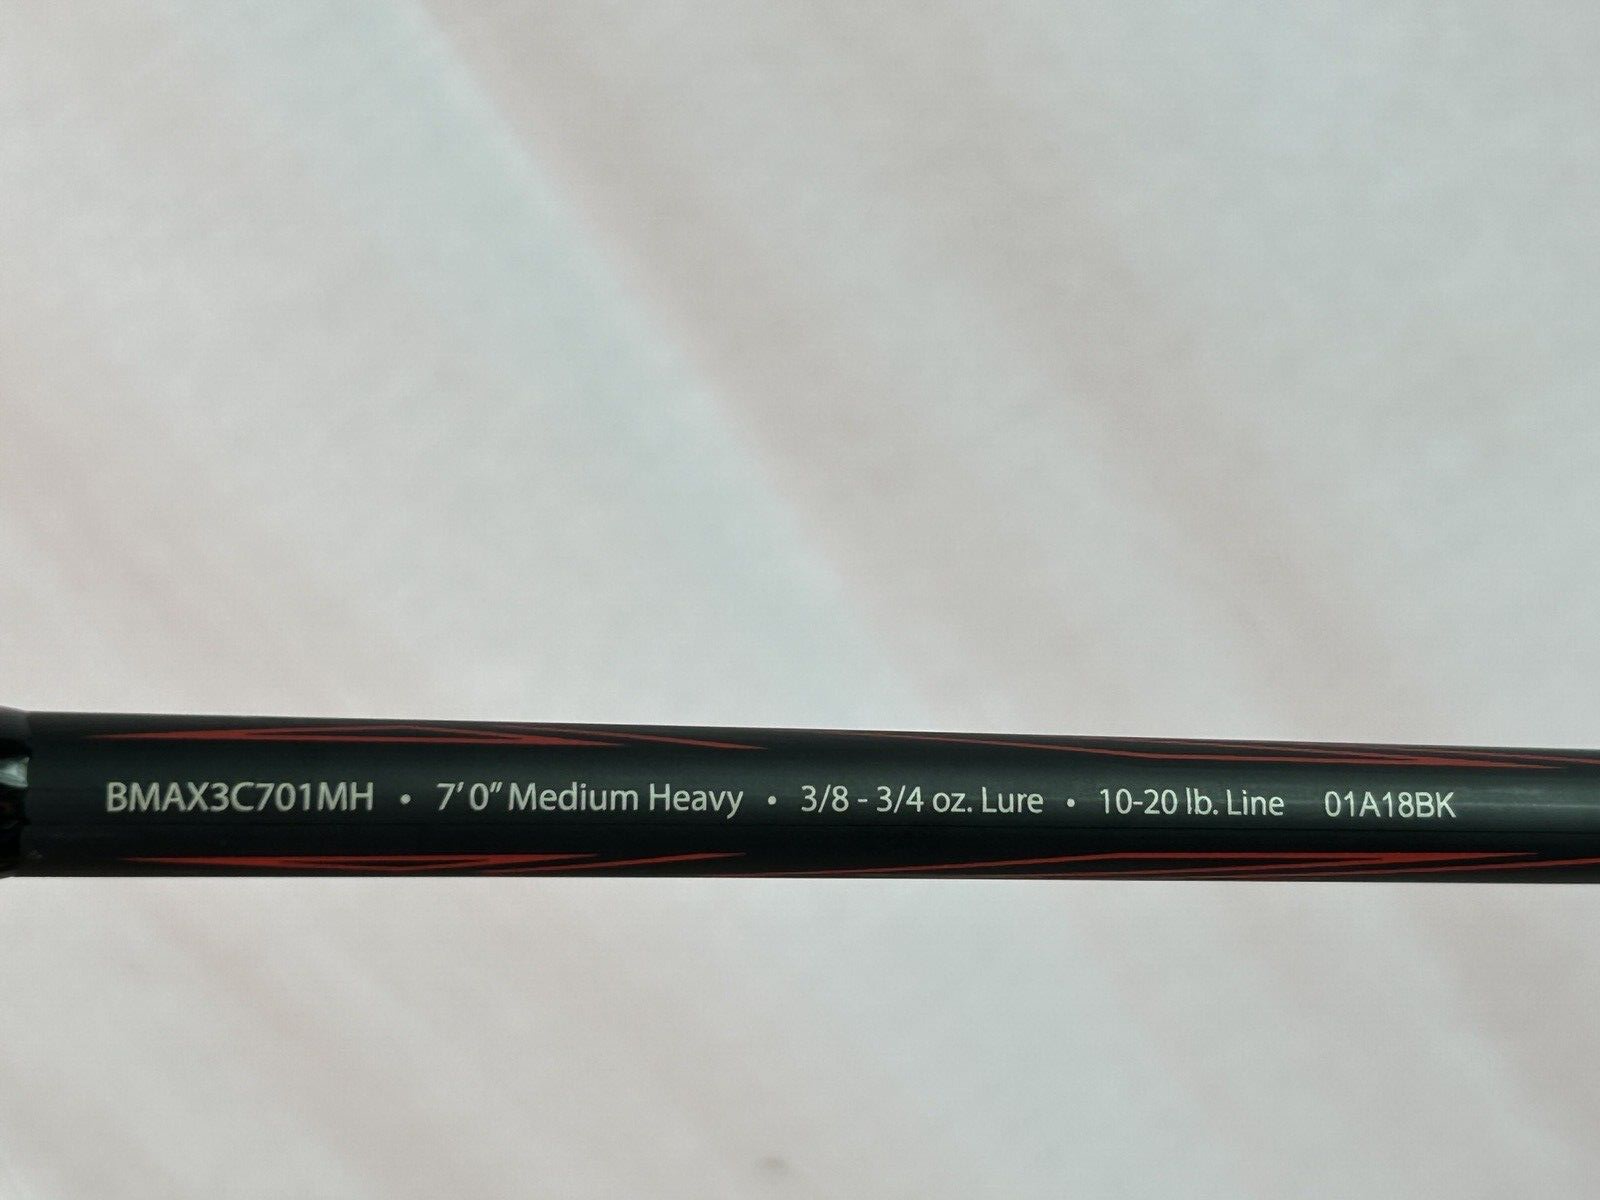 BMAX3C701MH • 7'0" Medium Heavy • 3/8 - 3/4 oz. Lure • 10-20 lb. Line 01A18BK